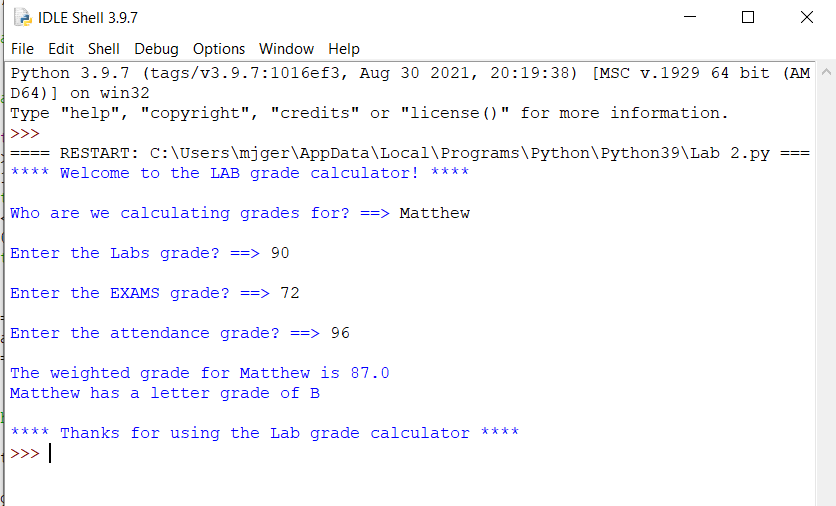 IDLE Shell 3.9.7
File Edit Shell Debug Options Window Help
Python 3.9.7 (tags/v3.9.7:1016ef3, Aug 30 2021, 20:19:38) [MSC v.1929 64 bit (AM
D64)] on win32
Type "help", "copyright", "credits" or "license()" for more information.
>>>
==== RESTART: C:\Users\mjger\AppData\Local\Programs\Python\Python39\Lab 2.py ===
**** Welcome to the LAB grade calculator! ****
Who are we calculating grades for? ==> Matthew
Enter the Labs grade? ==> 90
Enter the EXAMS grade? ==> 72
Enter the attendance grade? ==> 96
The weighted grade for Matthew is 87.0
Matthew has a letter grade of B
**** Thanks for using the Lab grade calculator ****
>>>